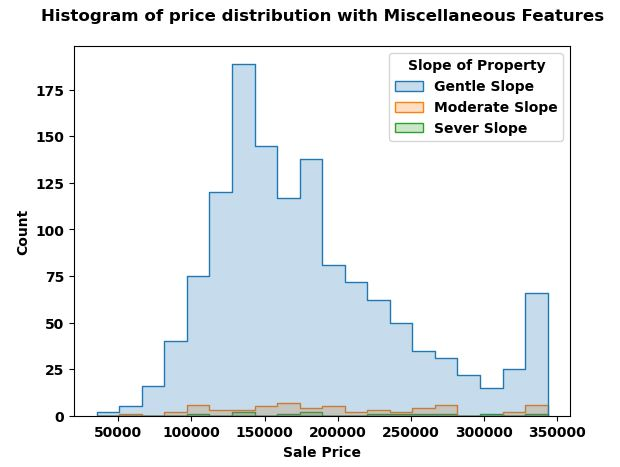 Histogram of price distribution with Miscellaneous Features
Slope of Property
Gentle Slope
Moderate Slope
Sever Slope
Count
175
150
125
100
75
50
25
0
50000 100000 150000 200000 250000 300000 350000
Sale Price